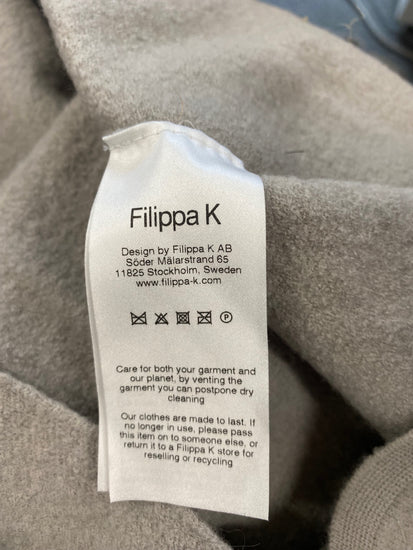 Filippa K
Design by Filippa K AB
Söder Mälarstrand 65
11825 Stockholm, Sweden
www.filippa-k.com
P
Care for both your garment and
our planet, by venting the
garment you can postpone dry
cleaning
Our clothes are made to last. If
no longer in use, please pass
this item on to someone else, or
return it to a Filippa K store for
reselling or recycling